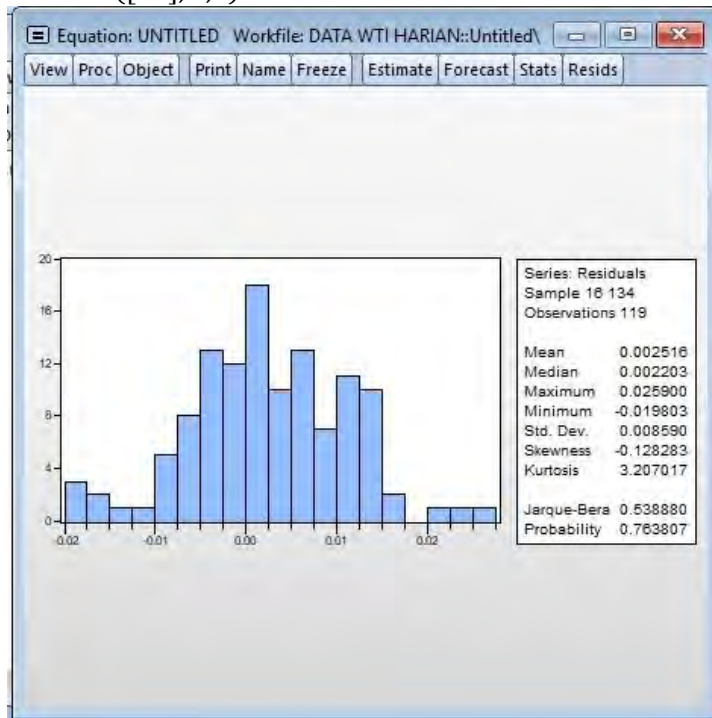 Equation: UNTITLED Workfile: DATA WTI HARIAN::Untitled\
View Proc Object Print Name Freeze Estimate Forecast Stats Resids
20
16
12
8
4
0
-0.02 -0.01 0.00 0.01 0.02
Series: Residuals
Sample 16 134
Observations 119
Mean 0.002516
Median 0.002203
Maximum 0.025900
Minimum -0.019803
Std. Dev. 0.008590
Skewness -0.128283
Kurtosis 3.207017
Jarque-Bera 0.538880
Probability 0.763807